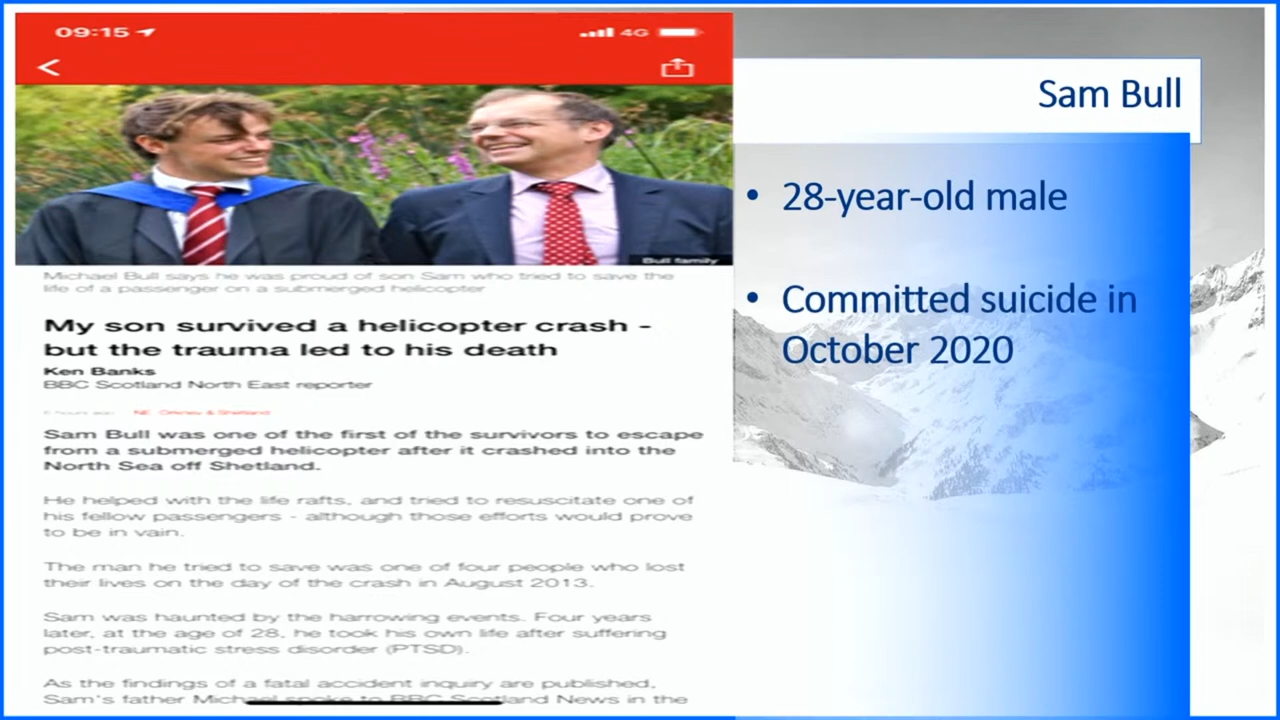 09:15
4G
<
Sam Bull
Bull family
Michael Bull says he was proud of son Sam who tried to save the
life of a passenger on a submerged helicopter
My son survived a helicopter crash -
but the trauma led to his death
Ken Banks
BBC Scotland North East reporter
6 hours ago NE, Orkney & Shetland
Sam Bull was one of the first of the survivors to escape
from a submerged helicopter after it crashed into the
North Sea off Shetland.
He helped with the life rafts, and tried to resuscitate one of
his fellow passengers - although those efforts would prove
to be in vain.
The man he tried to save was one of four people who lost
their lives on the day of the crash in August 2013.
Sam was haunted by the harrowing events. Four years
later, at the age of 28, he took his own life after suffering
post-traumatic stress disorder (PTSD).
As the findings of a fatal accident inquiry are published,
Sam's father Michael spoke to BBC Scotland News in the
• 28-year-old male
• Committed suicide in
October 2020